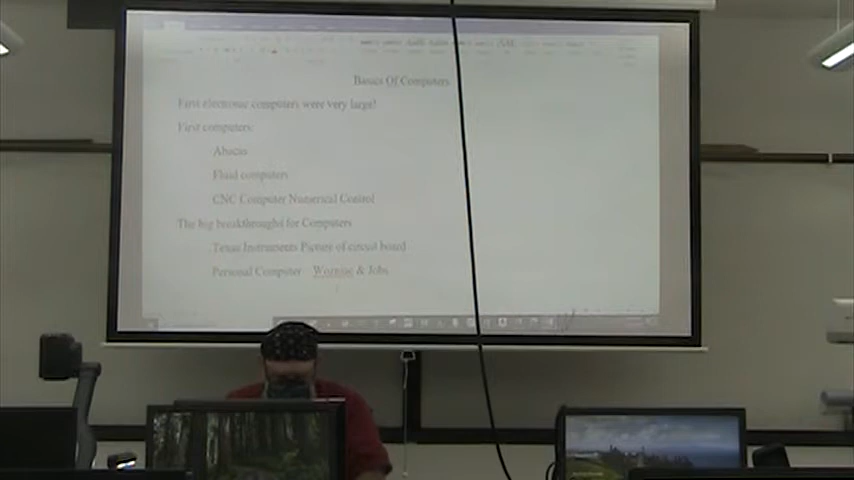 Basics Of Computers
First electronic computers were very large!
First computers:
Abacus
Fluid computers
CNC Computer Numerical Control
The big breakthroughs for Computers
Texas Instruments Picture of circuit board
Personal Computer Wozniac & Jobs